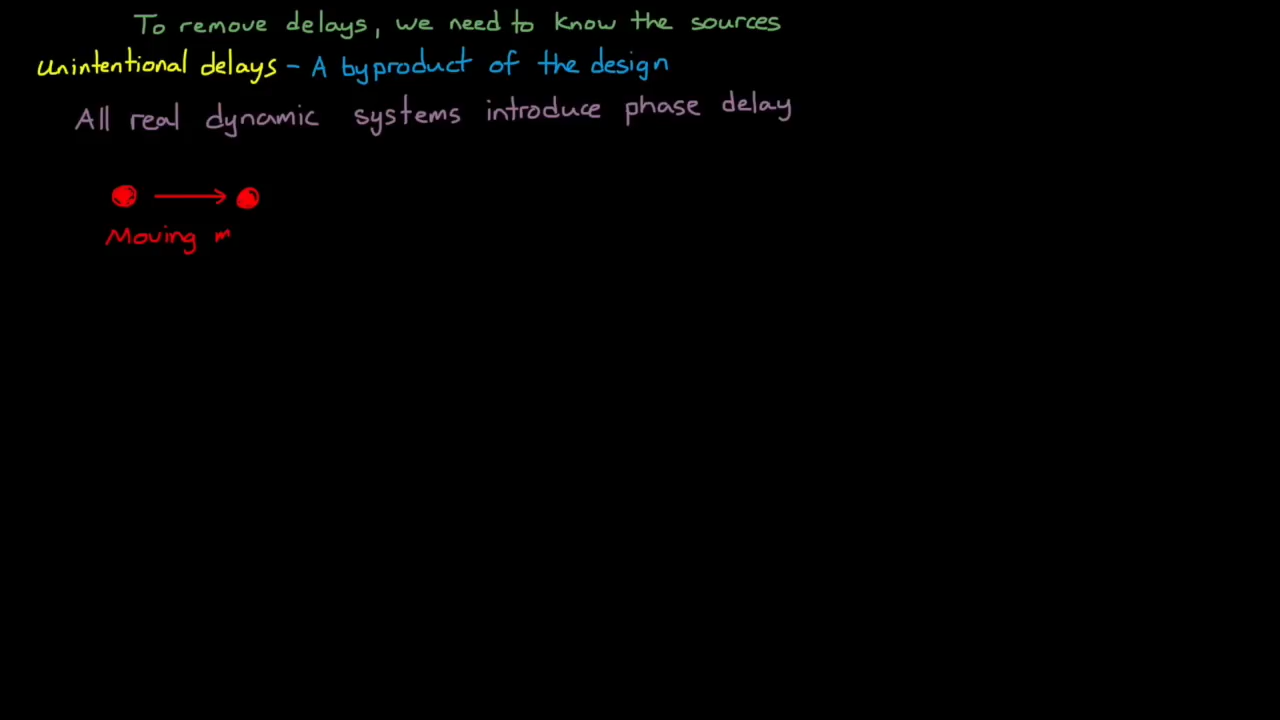 To remove delays, we need to know the sources
Unintentional delays - A byproduct of the design
All real dynamic systems introduce phase delay
Moving m